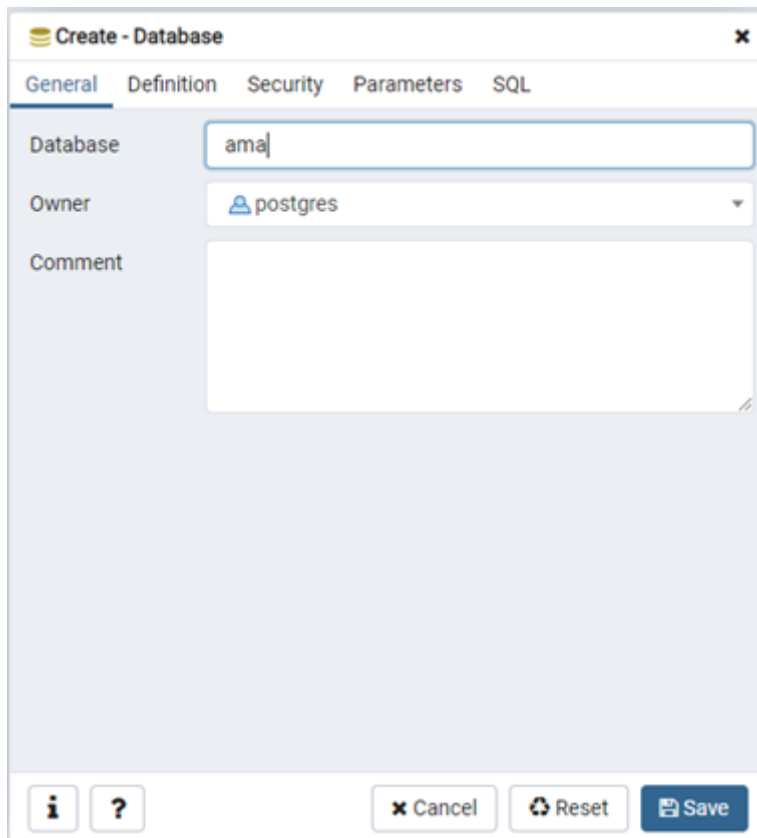 Create - Database
General Definition Security Parameters SQL
Database ama
Owner postgres
Comment
i ? Cancel Reset Save